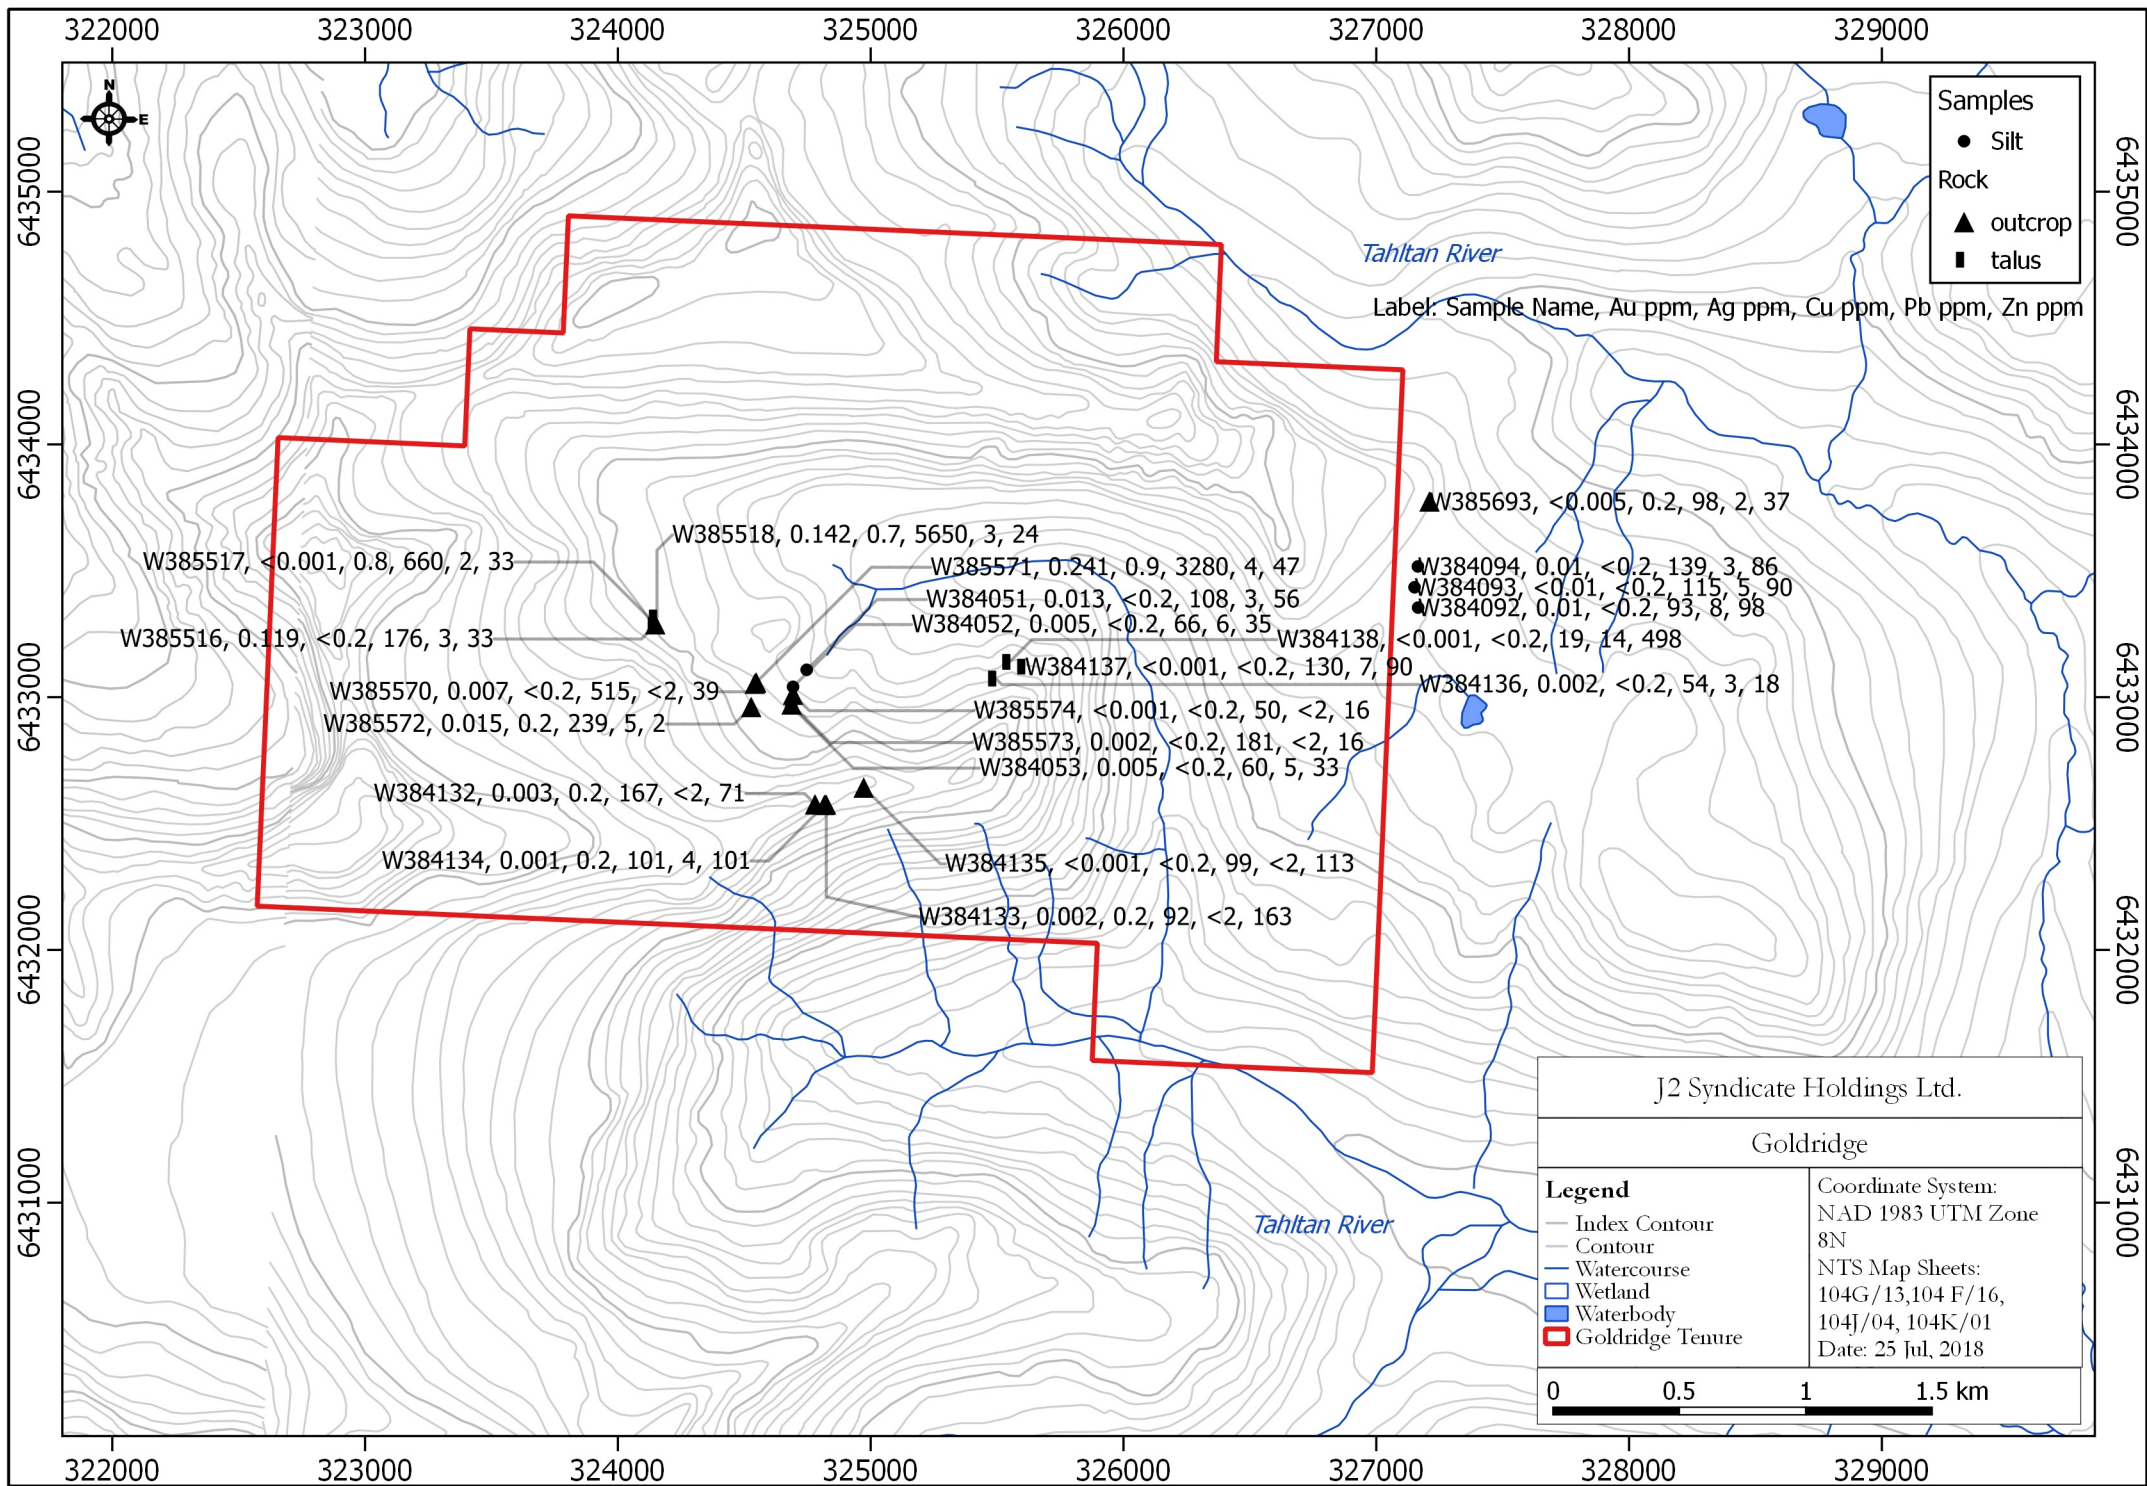 322000 323000 324000 325000 326000 327000 328000 329000
N
E
Samples
Silt
Rock
outcrop
talus
6435000
6435000
Tahltan River
Label: Sample Name, Au ppm, Ag ppm, Cu ppm, Pb ppm, Zn ppm
6434000
6434000
W385693, <0.005, 0.2, 98, 2, 37
W385518, 0.142, 0.7, 5650, 3, 24
W385517, <0.001, 0.8, 660, 2, 33
W385571, 0.241, 0.9, 3280, 4, 47
W384094, 0.01, <0.2, 139, 3, 86
W384093, <0.01, <0.2, 115, 5, 90
W384051, 0.013, <0.2, 108, 3, 56
W384092, 0.01, <0.2, 93, 8, 98
W384052, 0.005, <0.2, 66, 6, 35
W385516, 0.119, <0.2, 176, 3, 33
W384138, <0.001, <0.2, 19, 14, 498
W384137, <0.001, <0.2, 130, 7, 90
W384136, 0.002, <0.2, 54, 3, 18
6433000
6433000
W385570, 0.007, <0.2, 515, <2, 39
W385574, <0.001, <0.2, 50, <2, 16
W385572, 0.015, 0.2, 239, 5, 2
W385573, 0.002, <0.2, 181, <2, 16
W384053, 0.005, <0.2, 60, 5, 33
W384132, 0.003, 0.2, 167, <2, 71
W384134, 0.001, 0.2, 101, 4, 101
W384135, <0.001, <0.2, 99, <2, 113
W384133, 0.002, 0.2, 92, <2, 163
6432000
6432000
6431000
6431000
Tahltan River
J2 Syndicate Holdings Ltd.
Goldridge
Legend
Index Contour
Contour
Watercourse
Wetland
Waterbody
Goldridge Tenure
Coordinate System:
NAD 1983 UTM Zone
8N
NTS Map Sheets:
104G/13,104 F/16,
104J/04, 104K/01
Date: 25 Jul, 2018
0 0.5 1 1.5 km
322000 323000 324000 325000 326000 327000 328000 329000